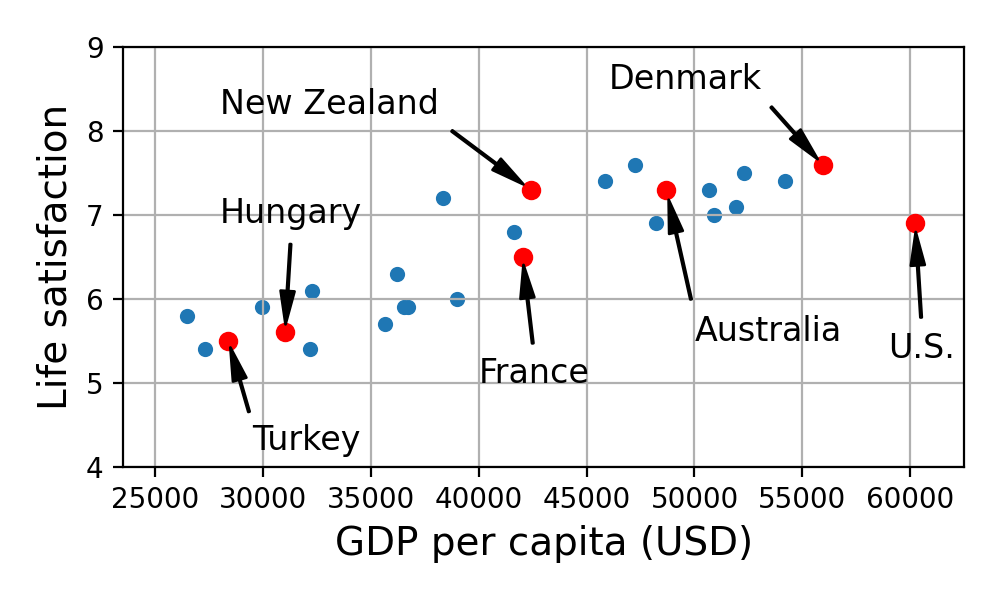 9
Denmark
New Zealand
8
Hungary
7
Life satisfaction
6
Australia
U.S.
France
5
Turkey
4
25000 30000 35000 40000 45000 50000 55000 60000
GDP per capita (USD)